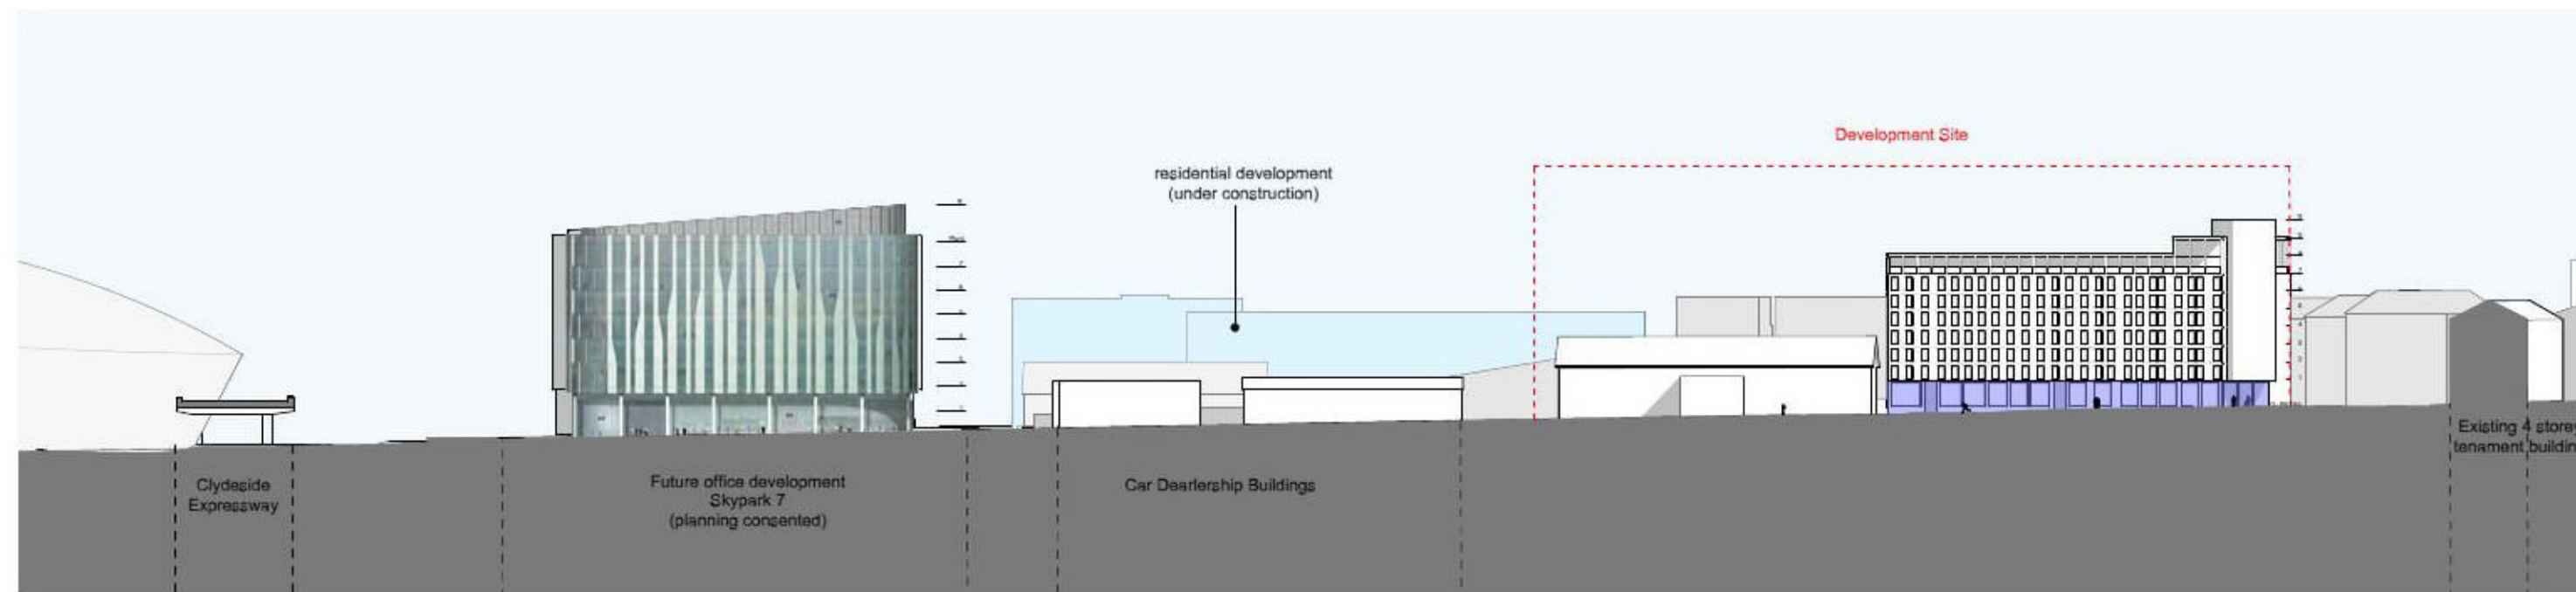 Development Site
residential development
(under construction)
Clydeside
Expressway
Future office development
Skypark 7
(planning consented)
Car Dearlership Buildings
Existing 4 storey
tenament buildin